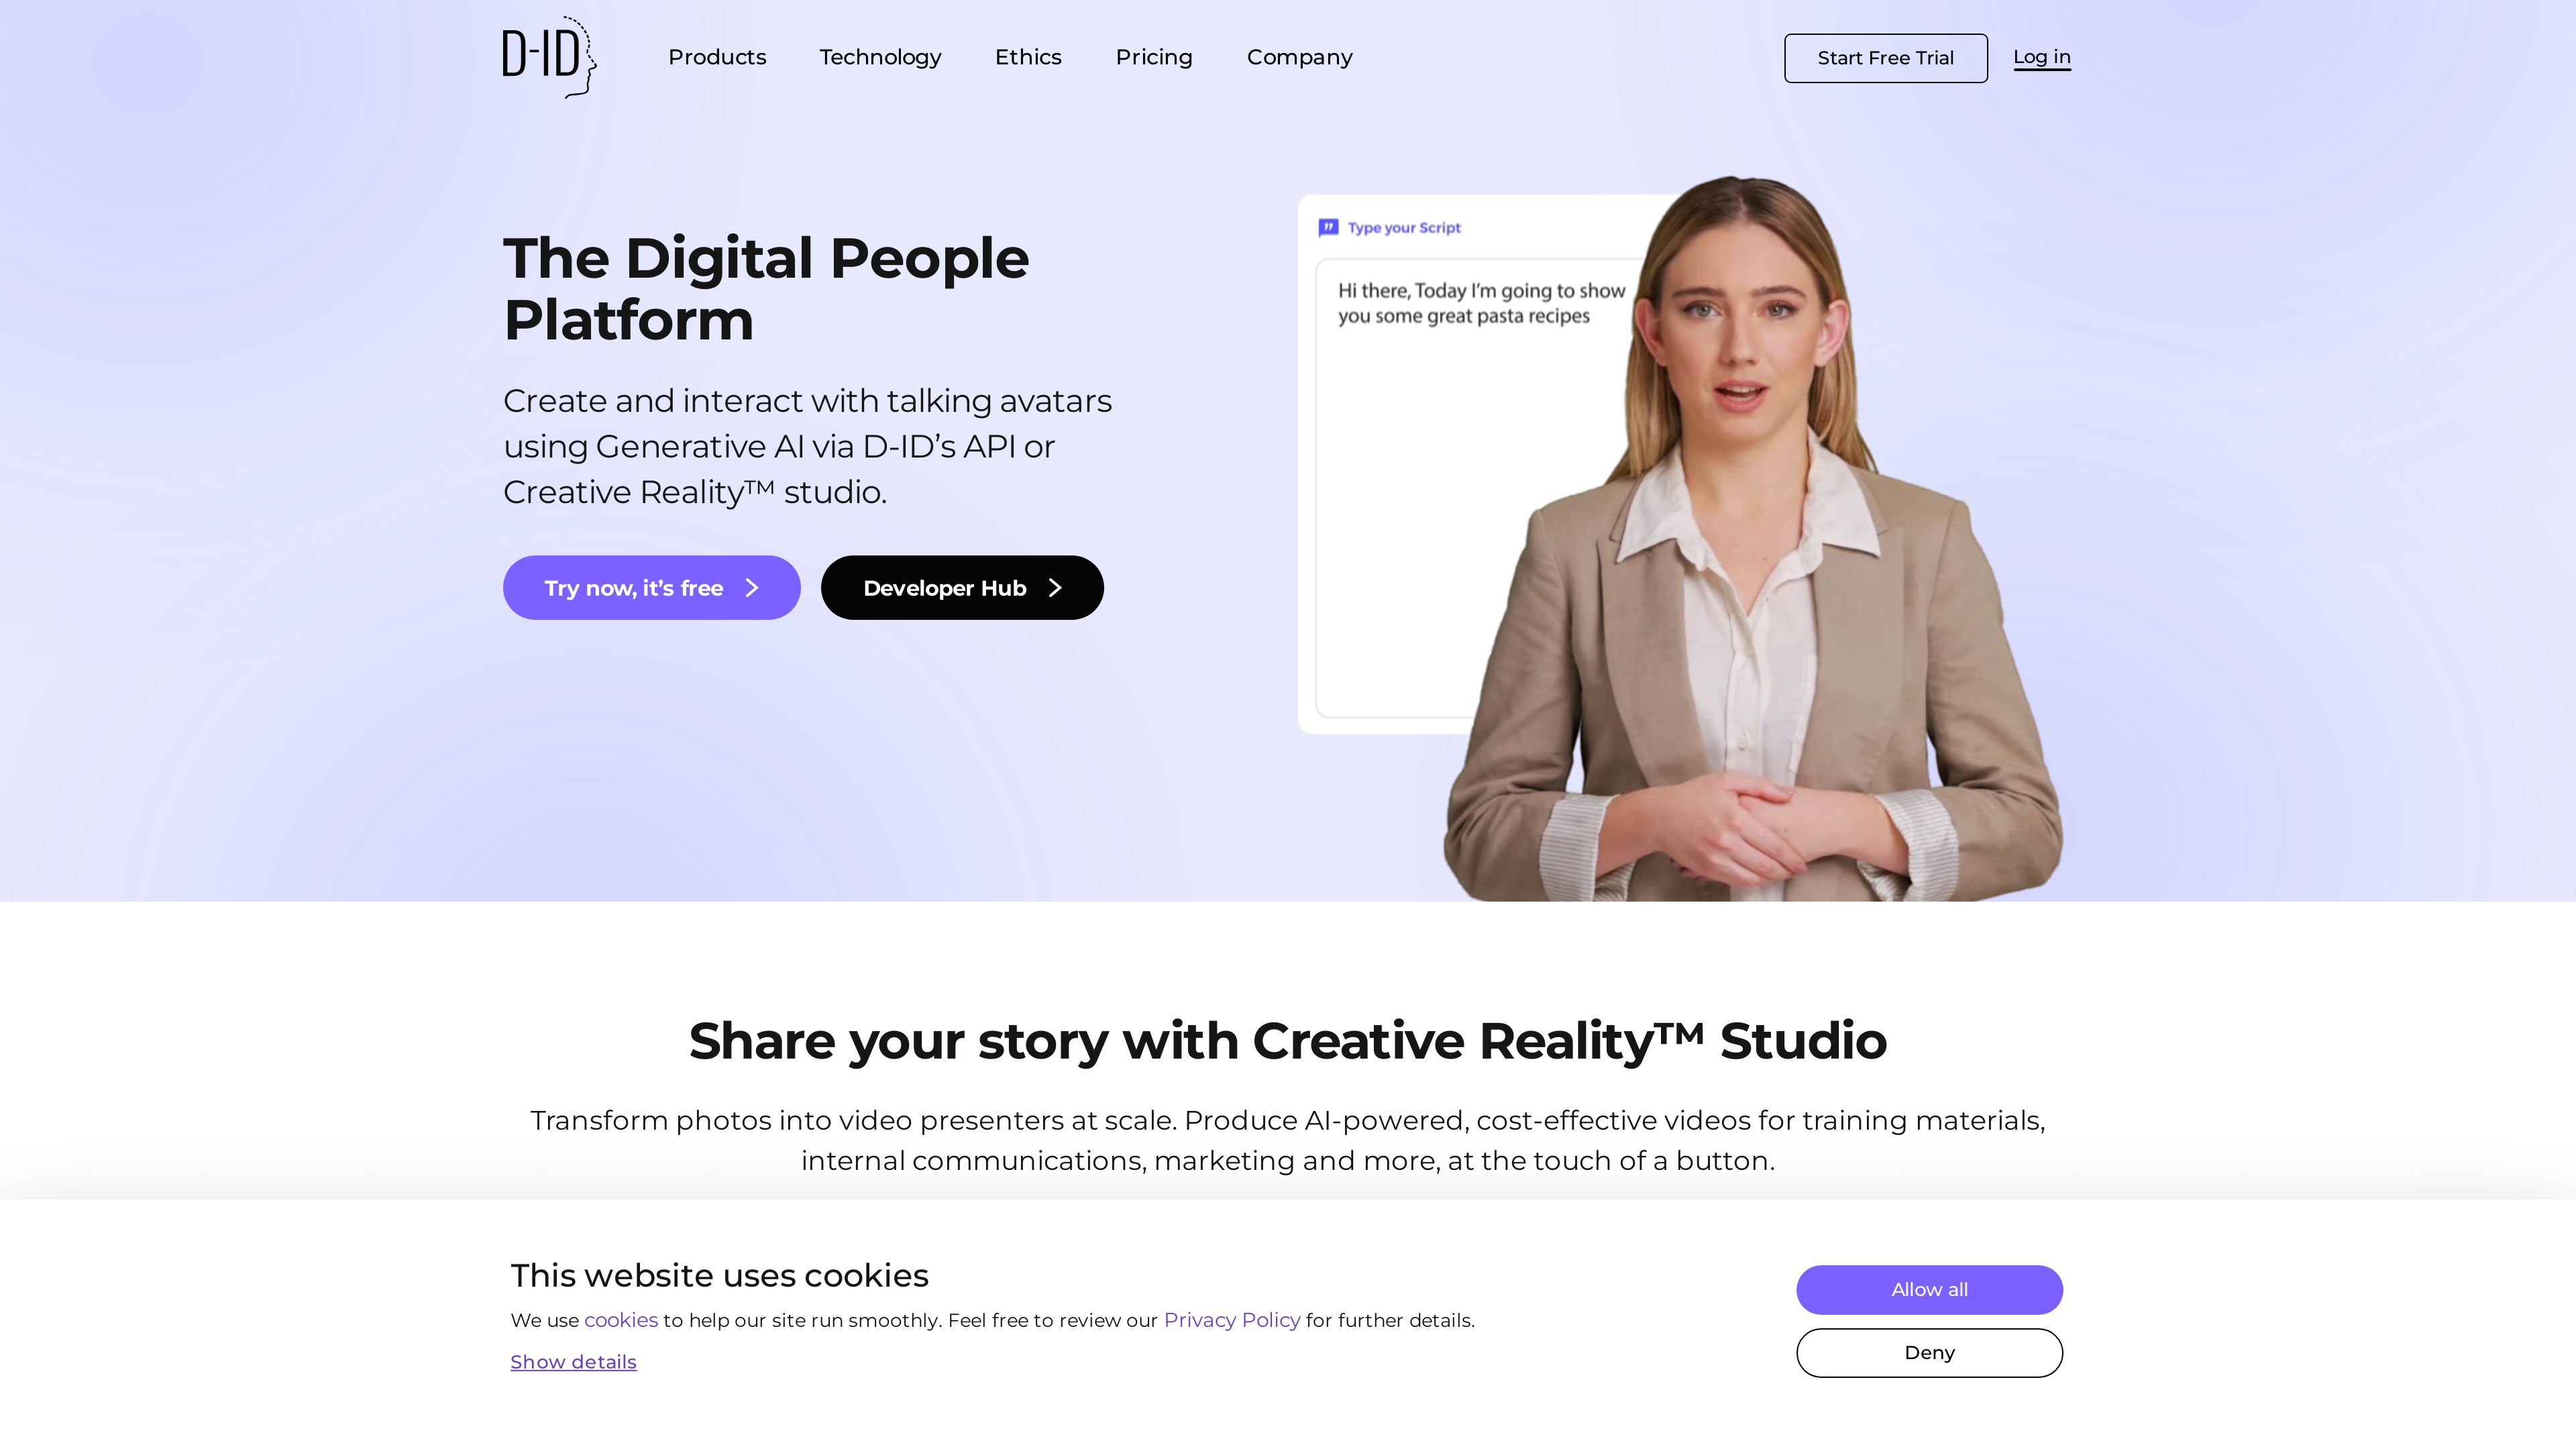 D-ID
Products
Technology
Ethics
Pricing
Company
Start Free Trial
Log in
The Digital People
Platform
Create and interact with talking avatars
using Generative AI via D-ID’s API or
Creative Reality™ studio.
Try now, it’s free
Developer Hub
Type your Script
Hi there, Today I’m going to show
you some great pasta recipes
Share your story with Creative Reality™ Studio
Transform photos into video presenters at scale. Produce AI-powered, cost-effective videos for training materials,
internal communications, marketing and more, at the touch of a button.
This website uses cookies
We use cookies to help our site run smoothly. Feel free to review our Privacy Policy for further details.
Show details
Allow all
Deny